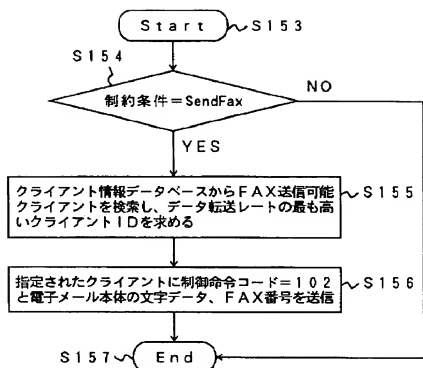 Start
S153
S154
制約条件=SendFax
NO
YES
クライアント情報データベースからFAX送信可能
クライアントを検索し、データ転送レートの最も高
いクライアントIDを求める
S155
指定されたクライアントに制御命令コード=102
と電子メール本体の文字データ、FAX番号を送信
S156
S157
End